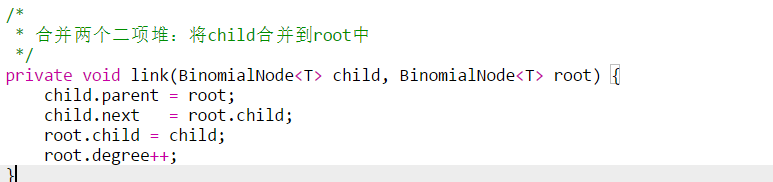 /*
 * 合并两个二项堆：将child合并到root中
 */
private void link(BinomialNode<T> child, BinomialNode<T> root) {
    child.parent = root;
    child.next   = root.child;
    root.child = child;
    root.degree++;
}